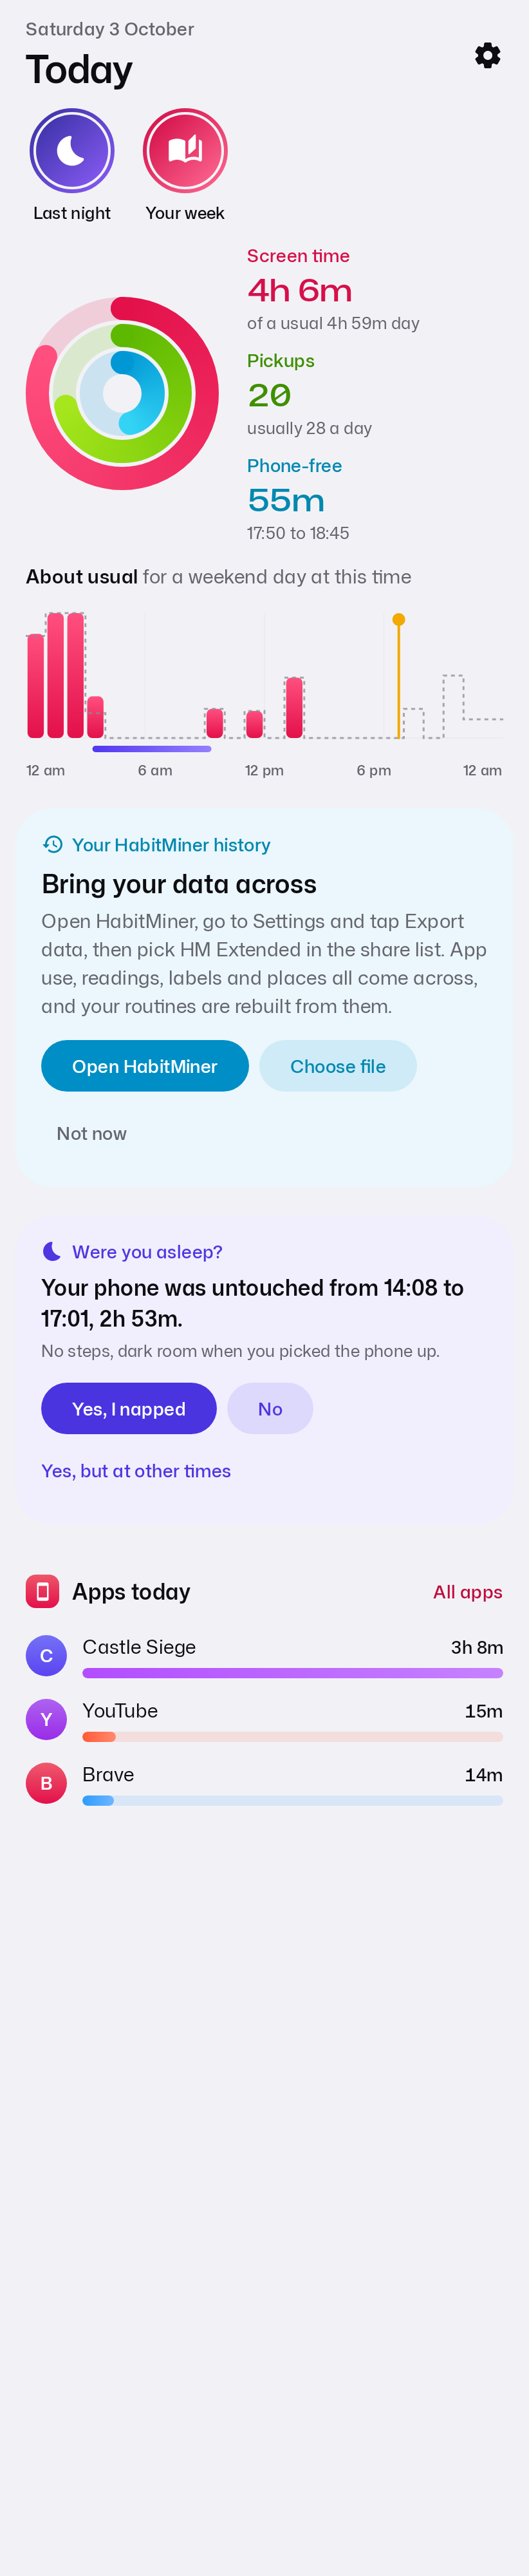 Saturday 3 October
Today
Last night
Your week
Screen time
4h 6m
of a usual 4h 59m day
Pickups
20
usually 28 a day
Phone-free
55m
17:50 to 18:45
About usual for a weekend day at this time
12 am 6 am 12 pm 6 pm 12 am
Your HabitMiner history
Bring your data across
Open HabitMiner, go to Settings and tap Export
data, then pick HM Extended in the share list. App
use, readings, labels and places all come across,
and your routines are rebuilt from them.
Open HabitMiner Choose file
Not now
Were you asleep?
Your phone was untouched from 14:08 to
17:01, 2h 53m.
No steps, dark room when you picked the phone up.
Yes, I napped No
Yes, but at other times
Apps today All apps
C Castle Siege 3h 8m
Y YouTube 15m
B Brave 14m